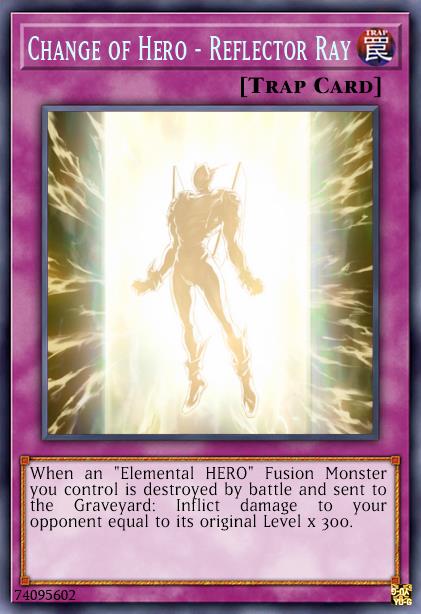 Change of Hero - Reflector Ray
TRAP
罠
[Trap Card]
When an "Elemental HERO" Fusion Monster
you control is destroyed by battle and sent to
the Graveyard: Inflict damage to your
opponent equal to its original Level x 300.
74095602